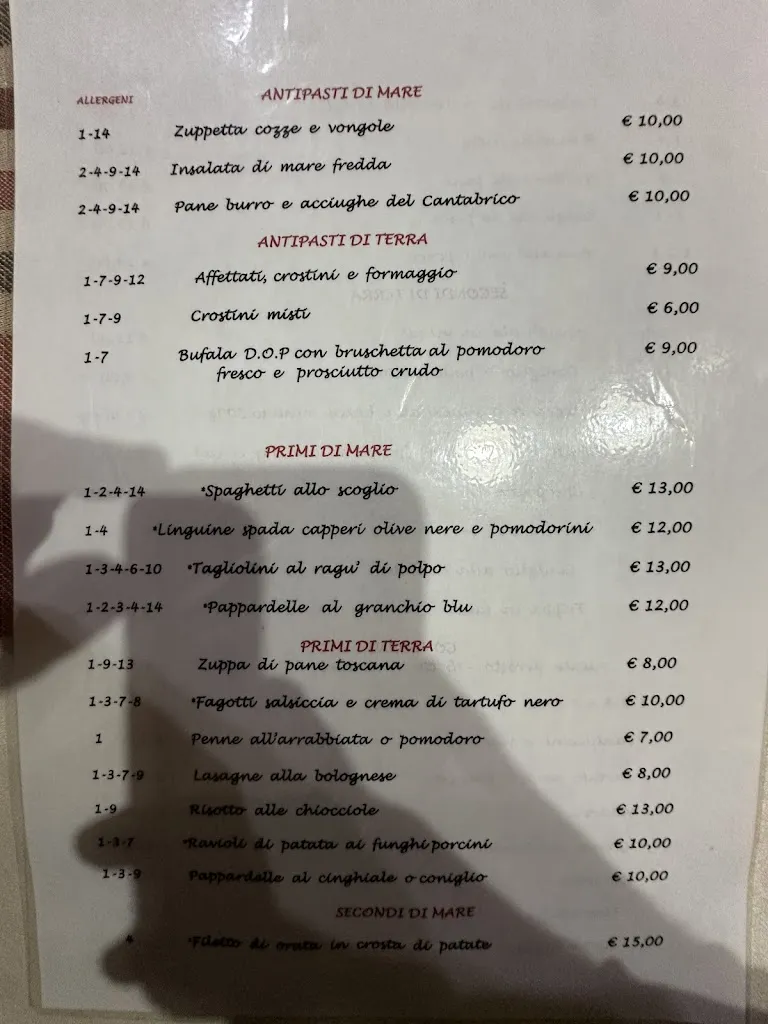 ALLERGENI ANTIPASTI DI MARE
1-14 Zuppetta cozze e vongole € 10,00
2-4-9-14 Insalata di mare fredda € 10,00
2-4-9-14 Pane burro e acciughe del Cantabrico € 10,00
ANTIPASTI DI TERRA
1-7-9-12 Affettati, crostini e formaggio € 9,00
1-7-9 Crostini misti € 6,00
1-7 Bufala D.O.P con bruschetta al pomodoro € 9,00
fresco e prosciutto crudo
PRIMI DI MARE
1-2-4-14 *Spaghetti allo scoglio € 13,00
1-4 *Linguine spada capperi olive nere e pomodorini € 12,00
1-3-4-6-10 *Tagliolini al ragu' di polpo € 13,00
1-2-3-4-14 *Pappardelle al granchio blu € 12,00
PRIMI DI TERRA
1-9-13 Zuppa di pane toscana € 8,00
1-3-7-8 *Fagotti salsiccia e crema di tartufo nero € 10,00
1 Penne all'arrabbiata o pomodoro € 7,00
1-3-7-9 Lasagne alla bolognese € 8,00
1-9 Risotto alle chiocciole € 13,00
1-3-7 *Ravioli di patata ai funghi porcini € 10,00
1-3-9 Pappardelle al cinghiale o coniglio € 10,00
SECONDI DI MARE
4 *Filetto di orata in crosta di patate € 15,00